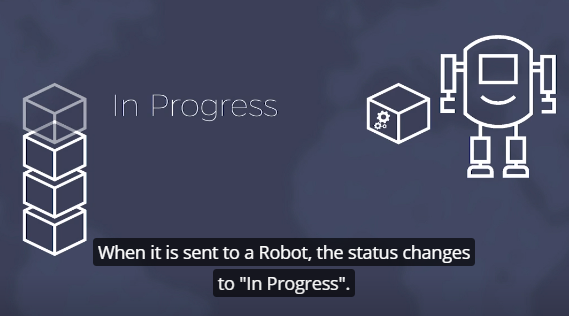 In Progress
When it is sent to a Robot, the status changes
to "In Progress".